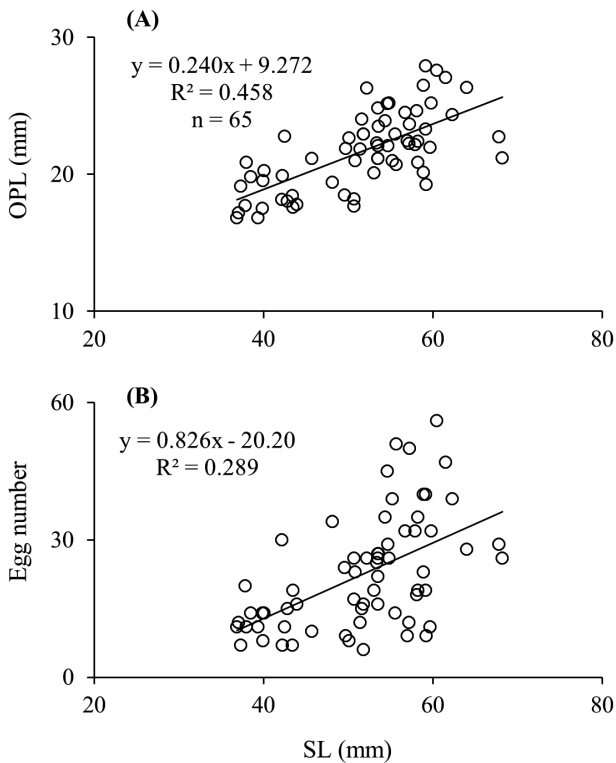 (A)
30
y = 0.240x + 9.272
R² = 0.458
n = 65
OPL (mm)
20
10
20
40
60
80
(B)
60
y = 0.826x - 20.20
R² = 0.289
Egg number
30
0
20
40
60
80
SL (mm)